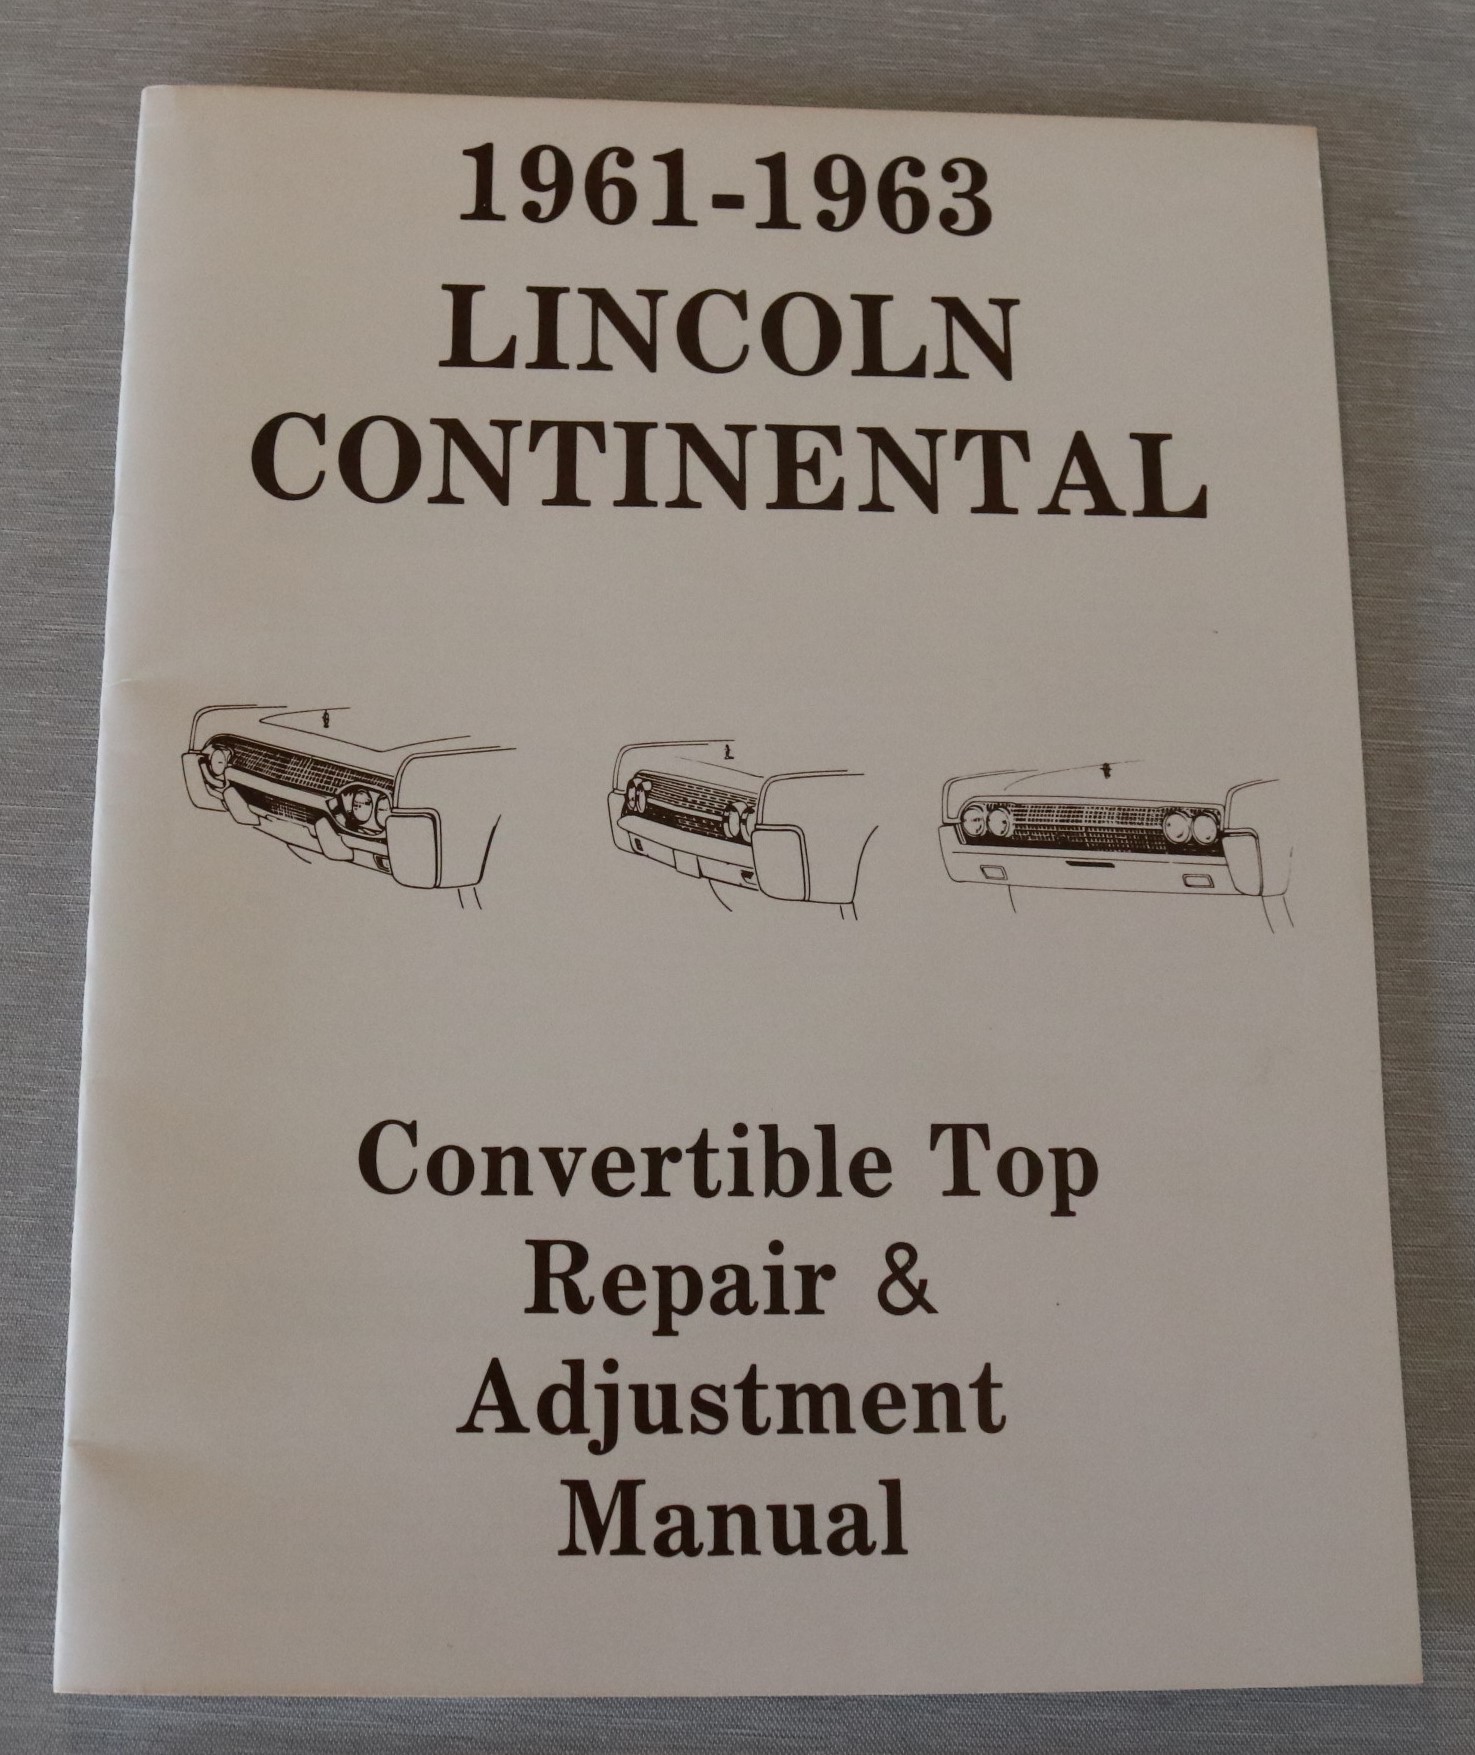 1961-1963
LINCOLN
CONTINENTAL
Convertible Top
Repair &
Adjustment
Manual